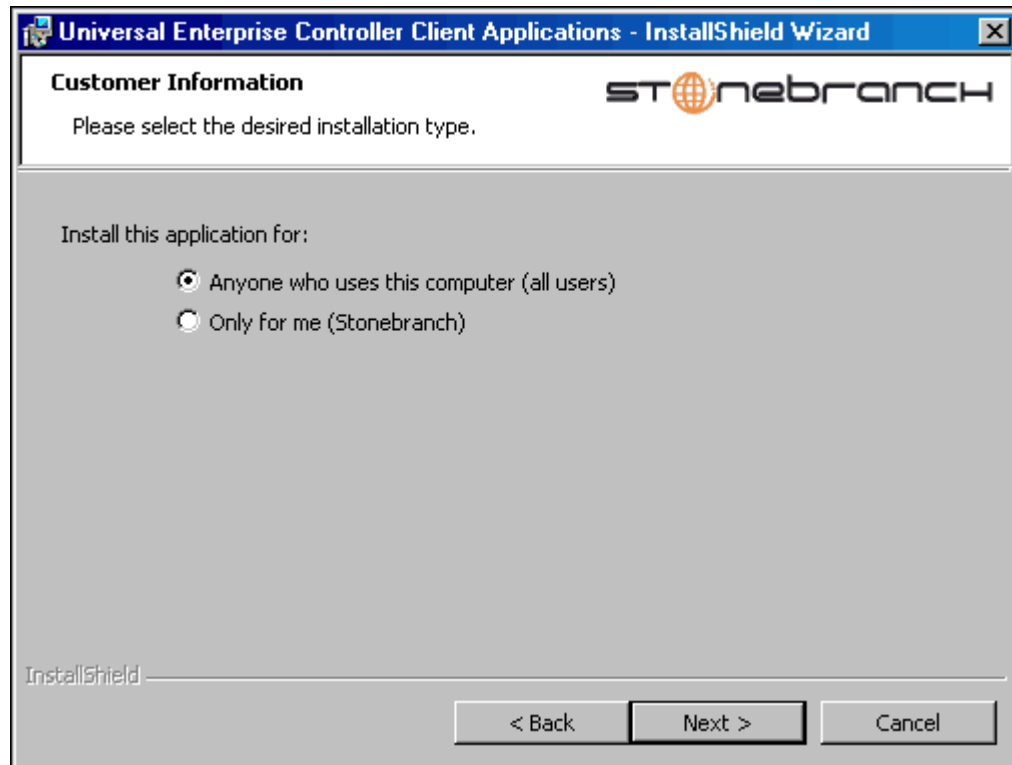 Universal Enterprise Controller Client Applications - InstallShield Wizard
Customer Information
stonebranch
Please select the desired installation type.
Install this application for:
Anyone who uses this computer (all users)
Only for me (Stonebranch)
InstallShield
< Back
Next >
Cancel